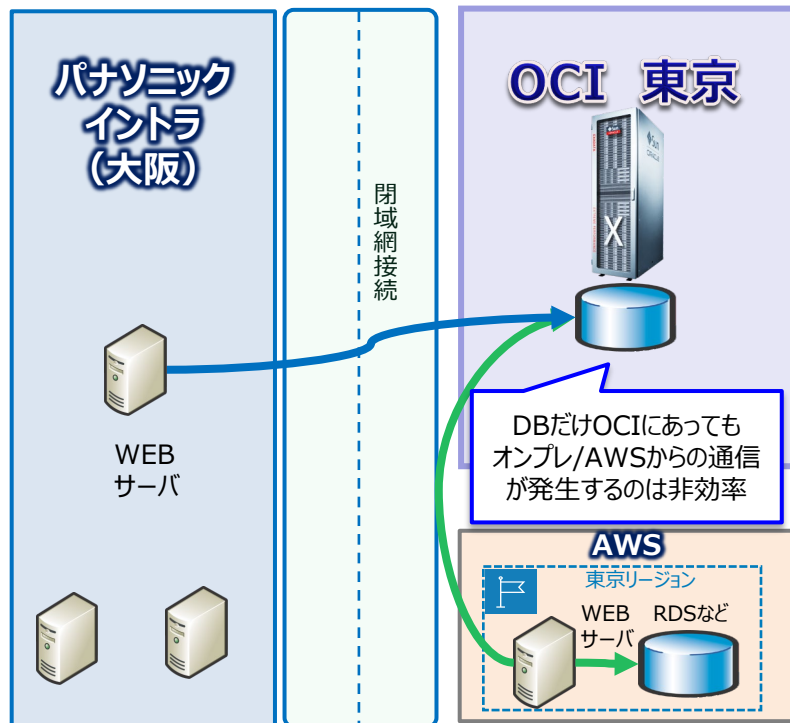 パナソニック
イントラ
（大阪）
閉域網接続
OCI 東京
Sun
ORACLE
X
WEB
サーバ
DBだけOCIにあっても
オンプレ/AWSからの通信
が発生するのは非効率
AWS
東京リージョン
WEB
サーバ
RDSなど